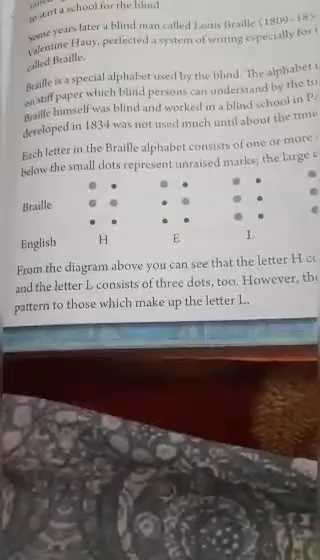 to start a school for the blind
Some years later a blind man called Louis Braille (1809-
Valentine Hauy, perfected a system of writing especially for
called Braille.
Braille is a special alphabet used by the blind. The alphabet
on stiff paper which blind persons can understand by the
Braille himself was blind and worked in a blind school in
developed in 1834 was not used much until about the time
Each letter in the Braille alphabet consists of one or more
below the small dots represent unraised marks; the large
Braille
English H E L
From the diagram above you can see that the letter H
and the letter L consists of three dots, too. However,
pattern to those which make up the letter L.